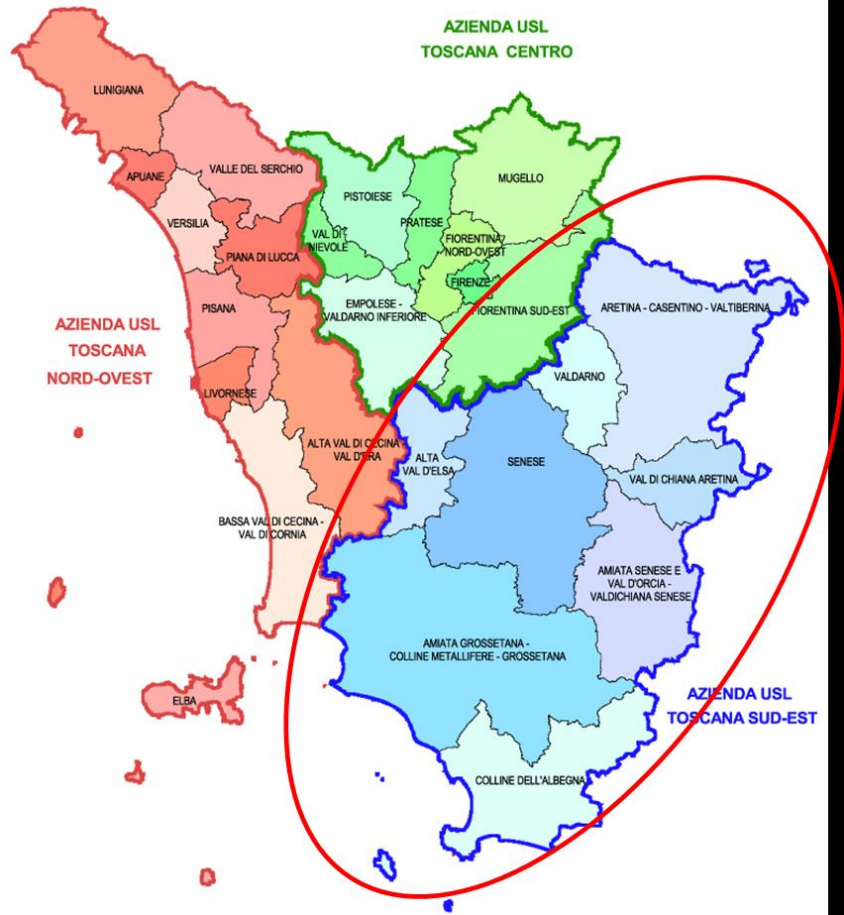 AZIENDA USL
TOSCANA CENTRO
LUNIGIANA
APUANE
VALLE DEL SERCHIO
VERSILIA
PIANA DI LUCCA
PISANA
LIVORNESE
AZIENDA USL
TOSCANA
NORD-OVEST
ALTA VAL DI CECINA -
VAL D'ERA
BASSA VAL DI CECINA -
VAL DI CORNIA
ELBA
PISTOIESE
VAL DI
NIEVOLE
PRATESE
MUGELLO
FIORENTINA
NORD-OVEST
FIRENZE
EMPOLESE -
VALDARNO INFERIORE
FIORENTINA SUD-EST
ARETINA - CASENTINO - VALTIBERINA
VALDARNO
ALTA
VAL D'ELSA
SENESE
VAL DI CHIANA ARETINA
AMIATA SENESE E
VAL D'ORCIA -
VALDICHIANA SENESE
AMIATA GROSSETANA -
COLLINE METALLIFERE - GROSSETANA
AZIENDA USL
TOSCANA SUD-EST
COLLINE DELL'ALBEGNA